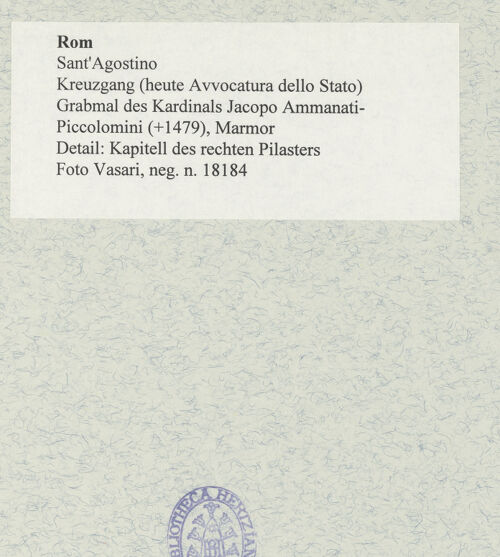 Rom
Sant'Agostino
Kreuzgang (heute Avvocatura dello Stato)
Grabmal des Kardinals Jacopo Ammanati-
Piccolomini (+1479), Marmor
Detail: Kapitell des rechten Pilasters
Foto Vasari, neg. n. 18184
BIBLIOTHECA HERTZIAN